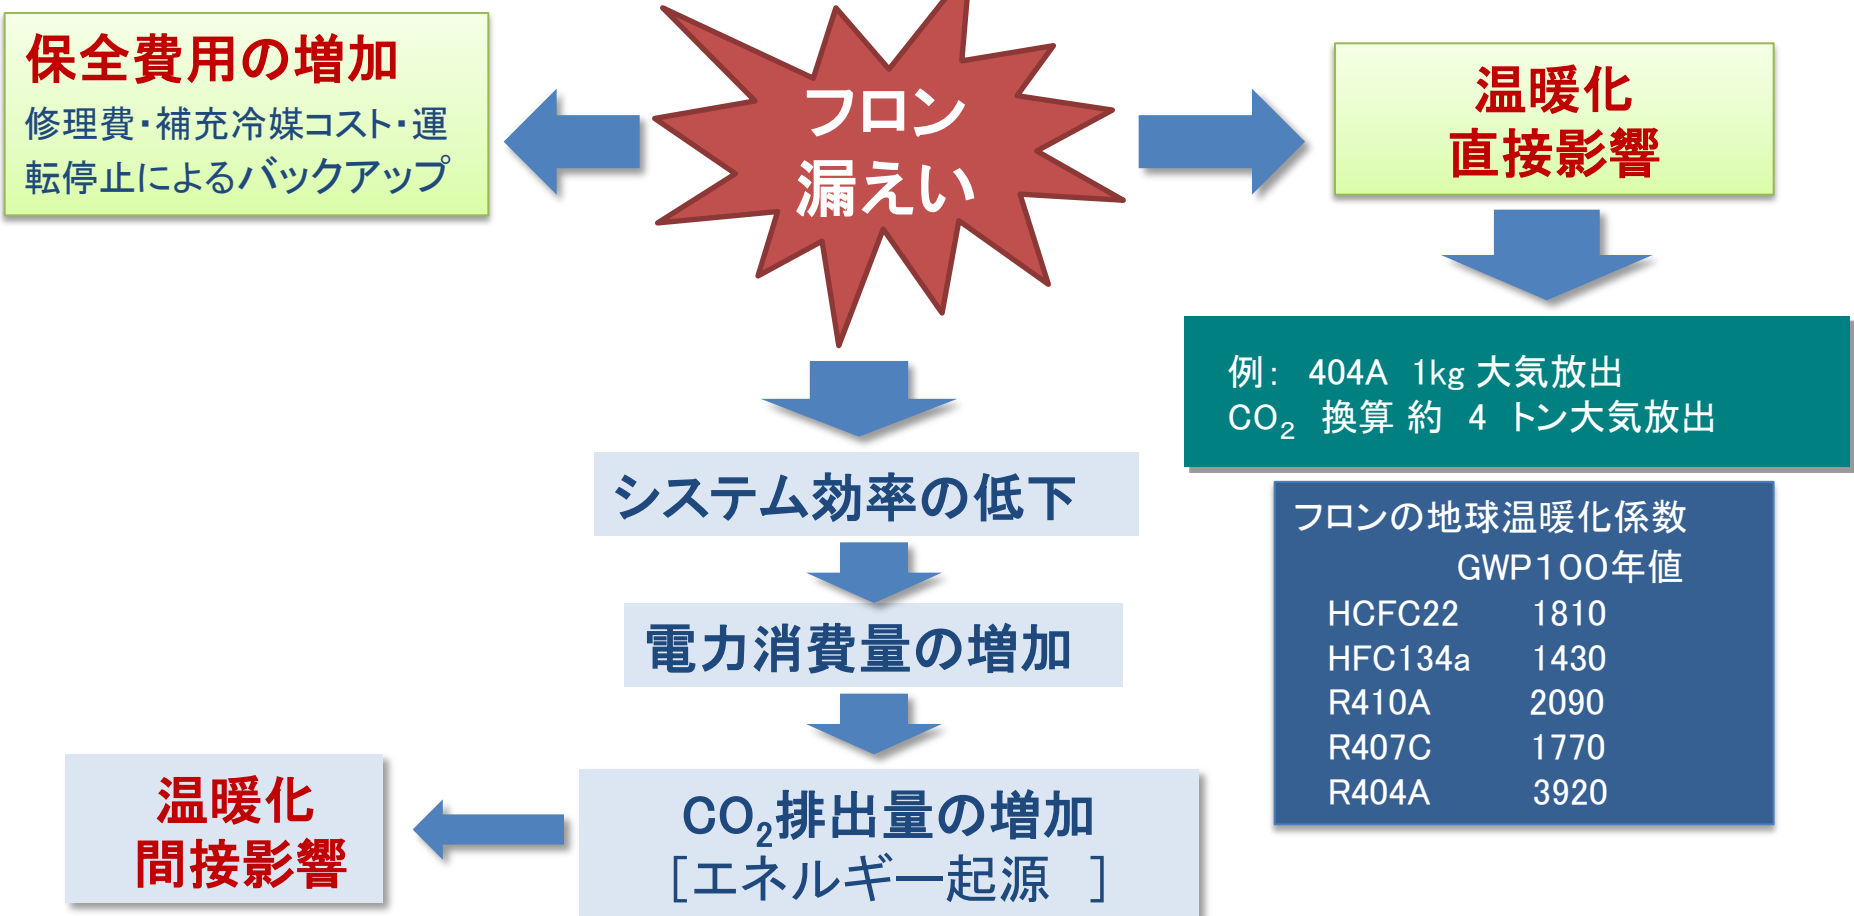 保全費用の増加
修理費・補充冷媒コスト・運
転停止によるバックアップ
フロン
漏えい
温暖化
直接影響
例： 404A 1kg 大気放出
CO₂ 換算 約 4 トン大気放出
フロンの地球温暖化係数
GWP100年値
HCFC22 1810
HFC134a 1430
R410A 2090
R407C 1770
R404A 3920
システム効率の低下
電力消費量の増加
CO₂排出量の増加
［エネルギー起源 ］
温暖化
間接影響